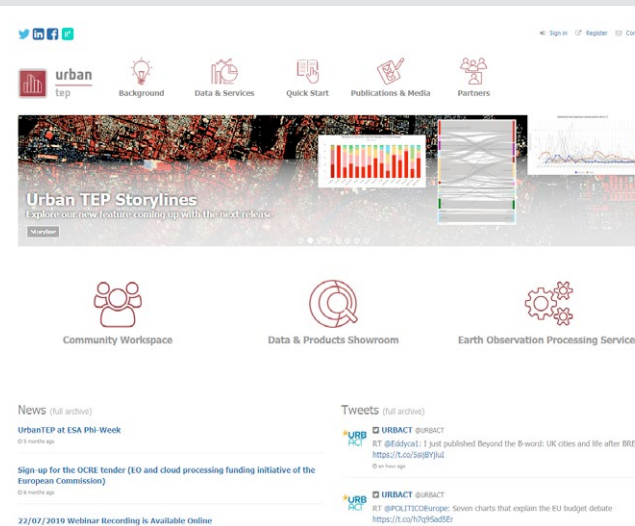 Sign in Register Co
urban
tep
Background Data & Services Quick Start Publications & Media Partners
Urban TEP Storylines
Explore our new feature coming up with the next release
Storyline
Community Workspace Data & Products Showroom Earth Observation Processing Service
News (full archive)
UrbanTEP at ESA Phi-Week
5 months ago
Sign-up for the OCRE tender (EO and cloud processing funding initiative of the
European Commission)
6 months ago
22/07/2019 Webinar Recording is Available Online
Tweets (full archive)
URB
ACT
URBACT @URBACT
RT @Eddyca1: I just published Beyond the B-word: UK cities and life after BRE
an hour ago
URB
ACT
URBACT @URBACT
RT @POLITICOEurope: Seven charts that explain the EU budget debate
https://t.co/h7q95ad5Er